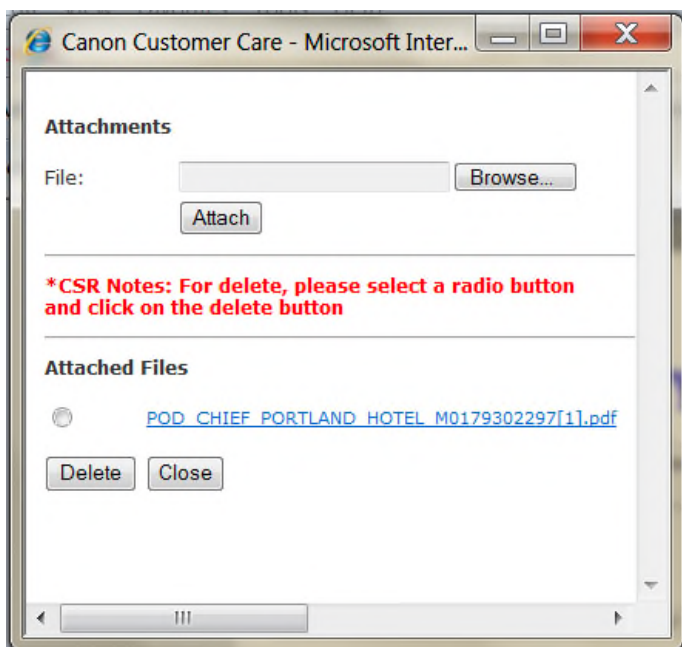 Canon Customer Care - Microsoft Inter...
Attachments
File:
Browse...
Attach
*CSR Notes: For delete, please select a radio button
and click on the delete button
Attached Files
POD_CHIEF_PORTLAND_HOTEL_M0179302297[1].pdf
Delete Close